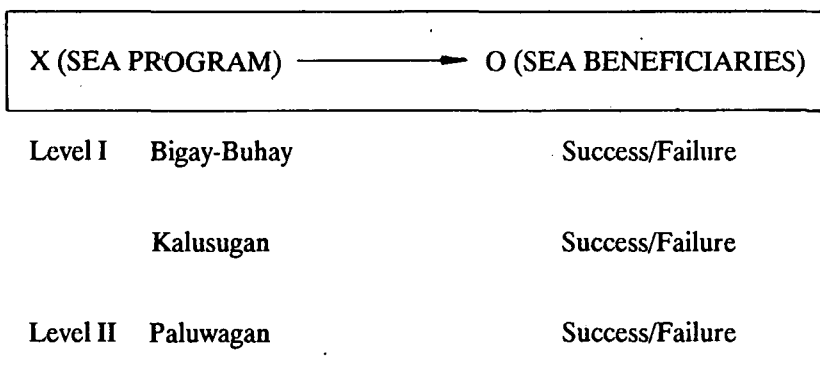 X (SEA PROGRAM) O (SEA BENEFICIARIES)
Level I Bigay-Buhay Success/Failure
Kalusugan Success/Failure
Level II Paluwagan Success/Failure